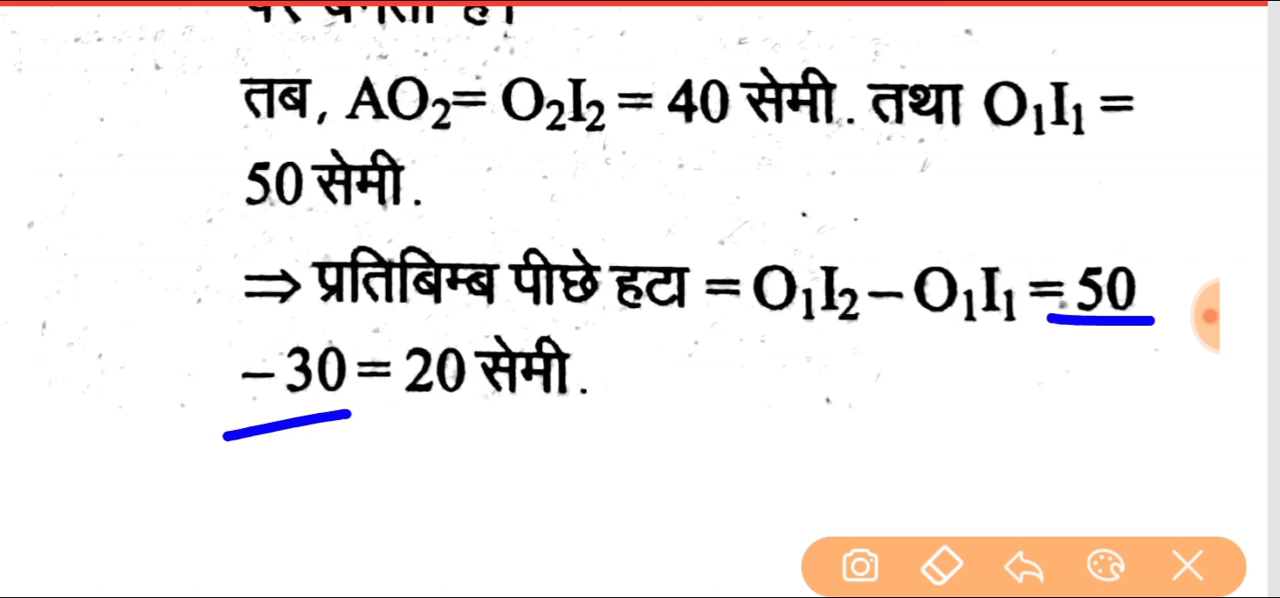 तब, AO₂= O₂I₂ = 40 सेमी. तथा O₁I₁ =
50 सेमी.
⇒ प्रतिबिम्ब पीछे हटा = O₁I₂ – O₁I₁ = 50
– 30 = 20 सेमी.